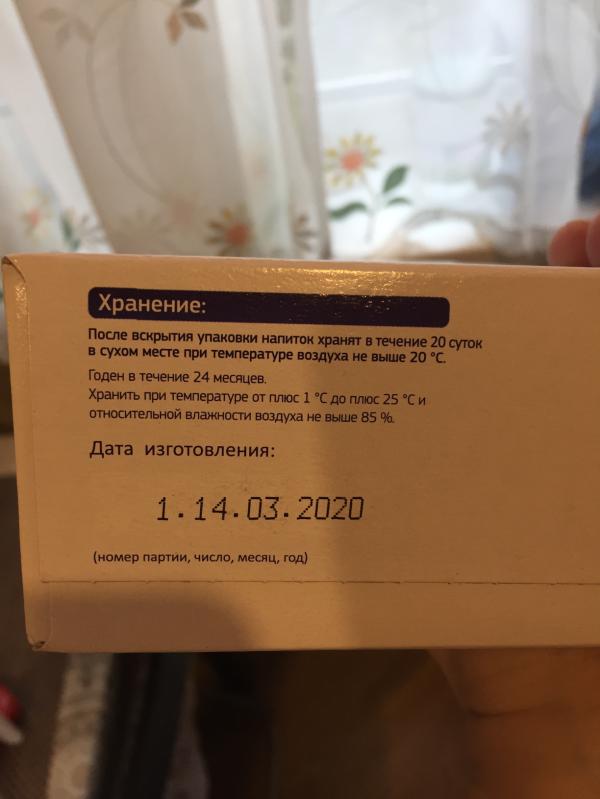 Хранение:
После вскрытия упаковки напиток хранят в течение 20 суток
в сухом месте при температуре воздуха не выше 20 °С.
Годен в течение 24 месяцев.
Хранить при температуре от плюс 1 °С до плюс 25 °С и
относительной влажности воздуха не выше 85 %.
Дата изготовления:
1.14.03.2020
(номер партии, число, месяц, год)